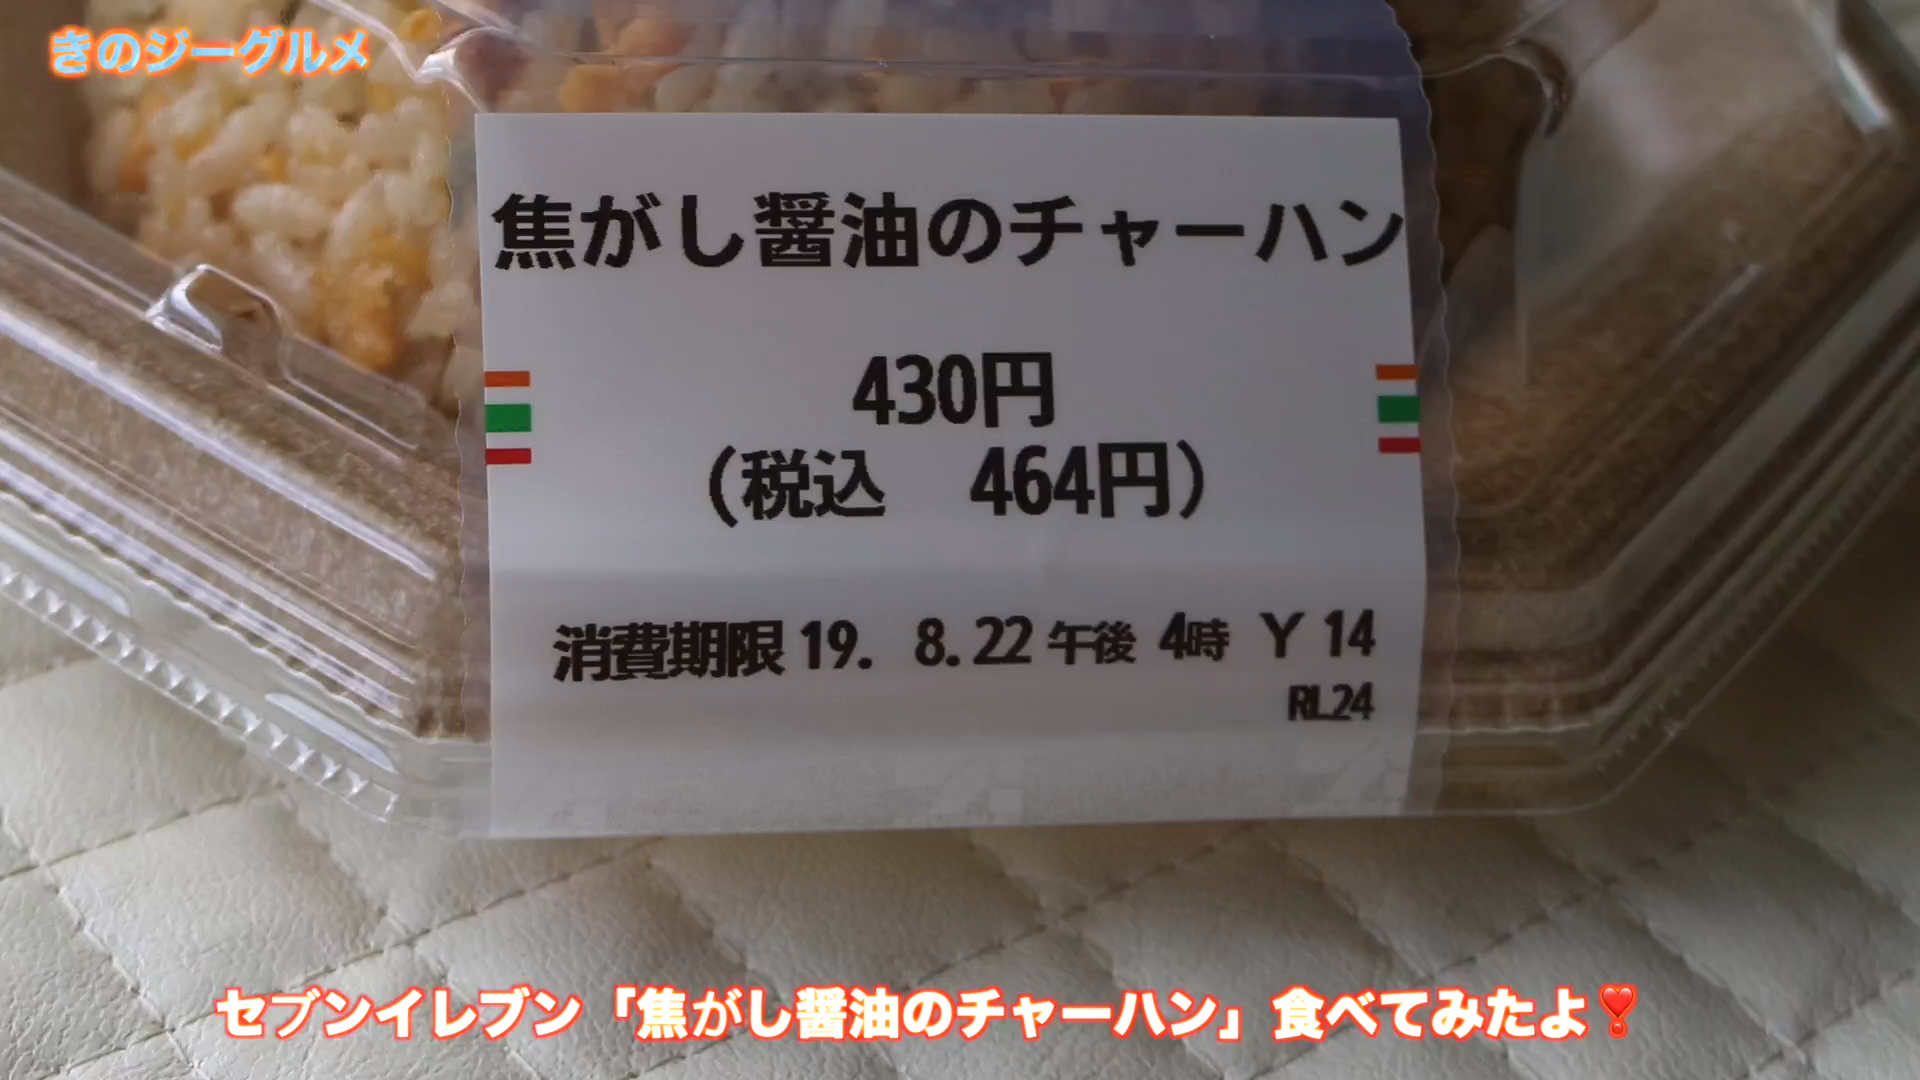 きのジーグルメ
焦がし醤油のチャーハン
430円
(税込 464円)
消費期限 19. 8.22 午後 4時 Y 14
RL24
セブンイレブン「焦がし醤油のチャーハン」食べてみたよ❣